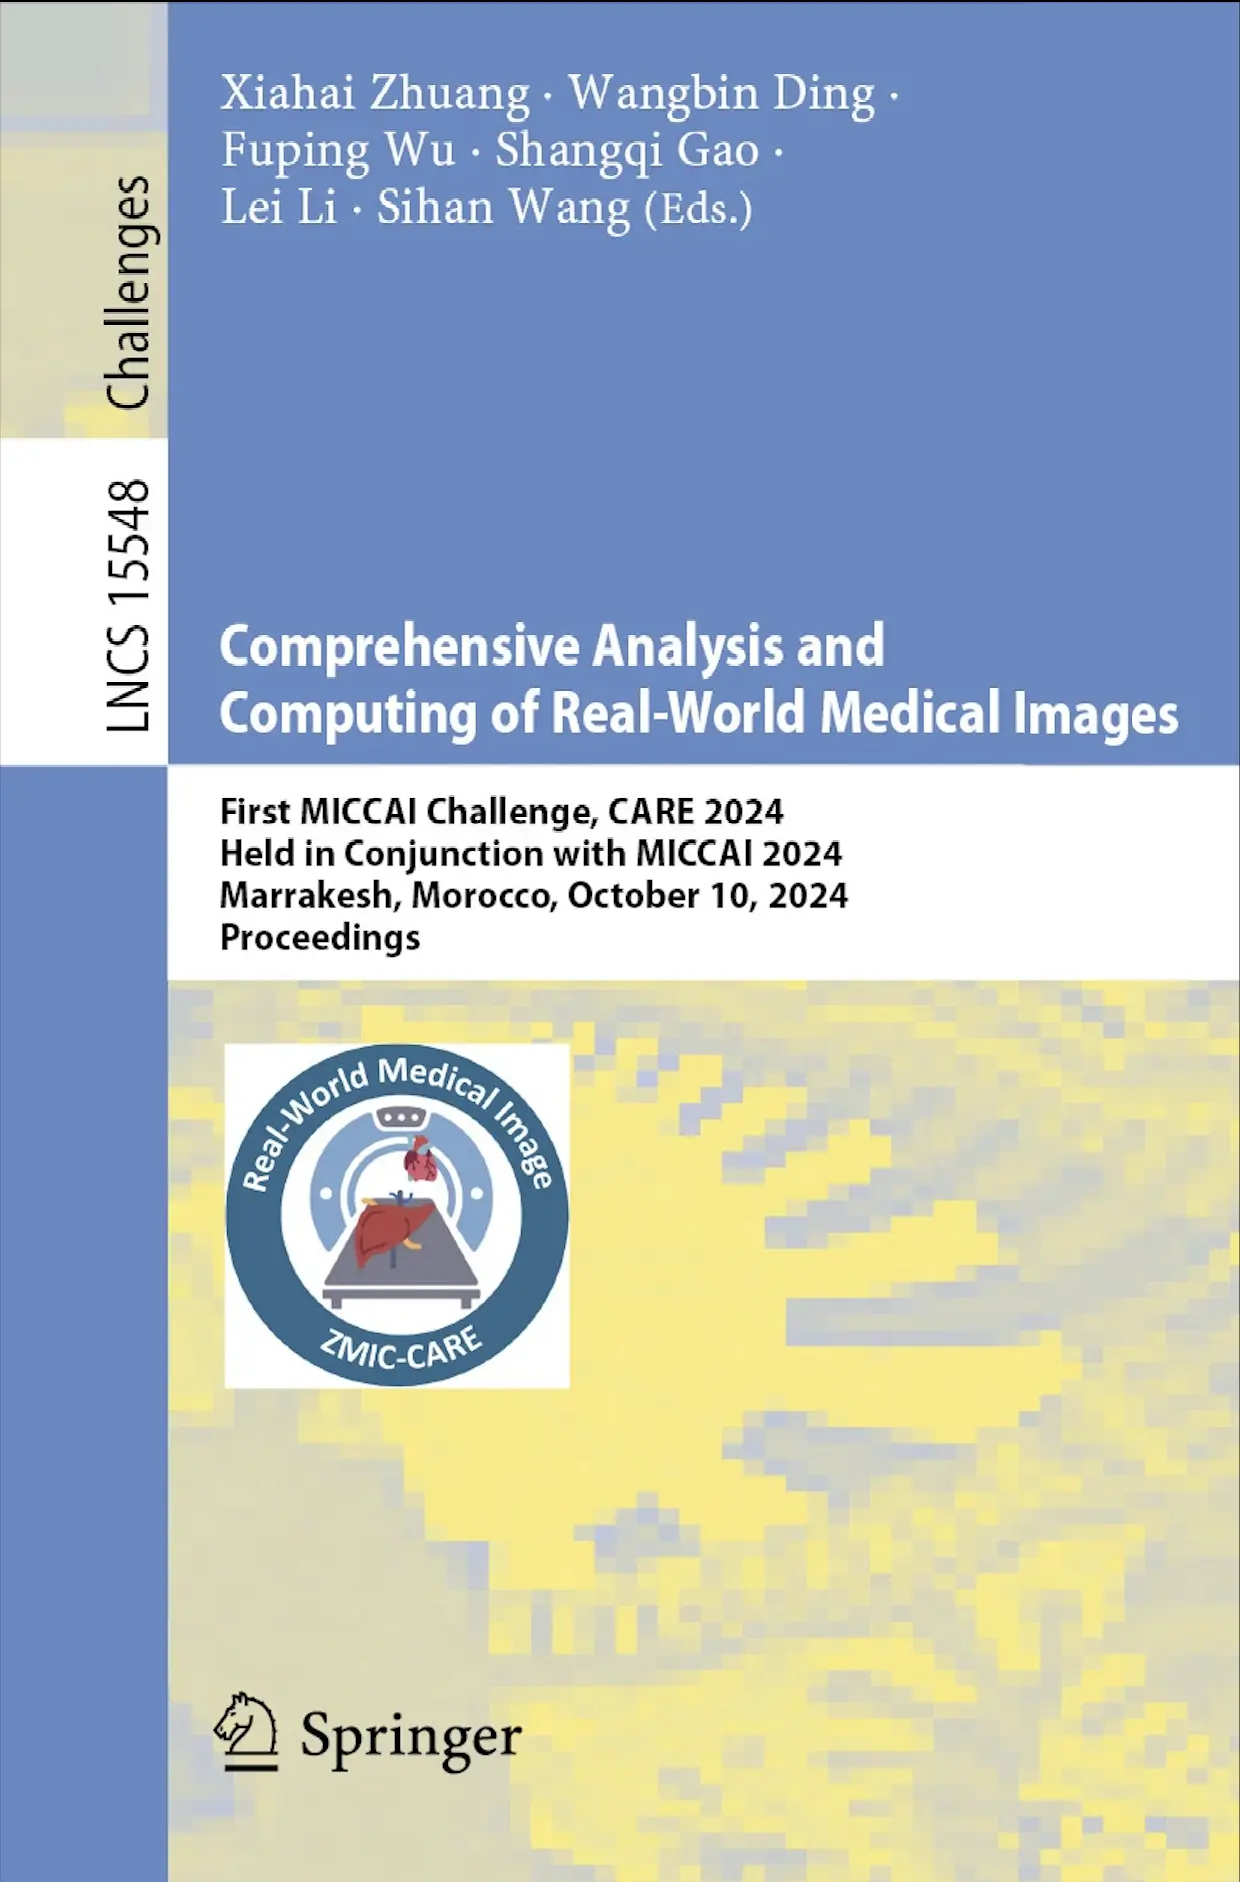 Xiahai Zhuang · Wangbin Ding ·
Fuping Wu · Shangqi Gao ·
Lei Li · Sihan Wang (Eds.)
Challenges
LNCS 15548
Comprehensive Analysis and
Computing of Real-World Medical Images
First MICCAI Challenge, CARE 2024
Held in Conjunction with MICCAI 2024
Marrakesh, Morocco, October 10, 2024
Proceedings
Real-World Medical Image
ZMIC-CARE
Springer